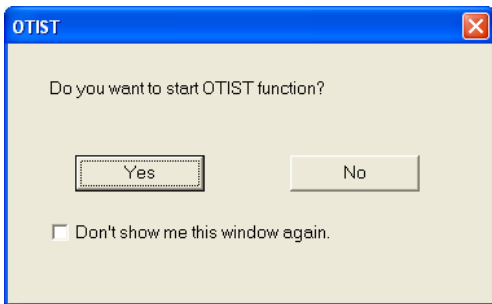 OTIST
Do you want to start OTIST function?
Yes No
Don't show me this window again.